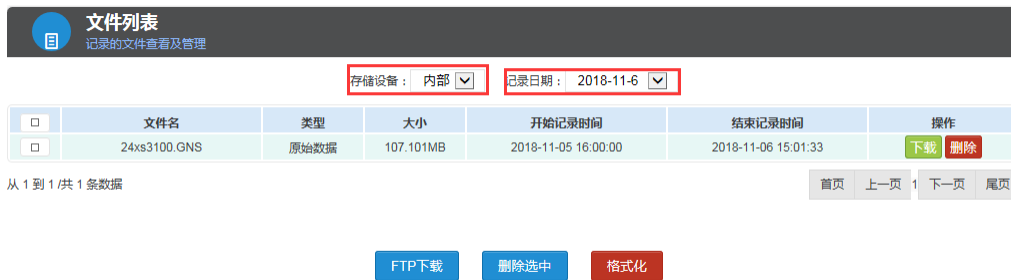 文件列表
记录的文件查看及管理
存储设备： 内部 记录日期： 2018-11-6
文件名 类型 大小 开始记录时间 结束记录时间 操作
24xs3100.GNS 原始数据 107.101MB 2018-11-05 16:00:00 2018-11-06 15:01:33 下载 删除
从 1 到 1 /共 1 条数据 首页 上一页 1 下一页 尾页
FTP下载 删除选中 格式化